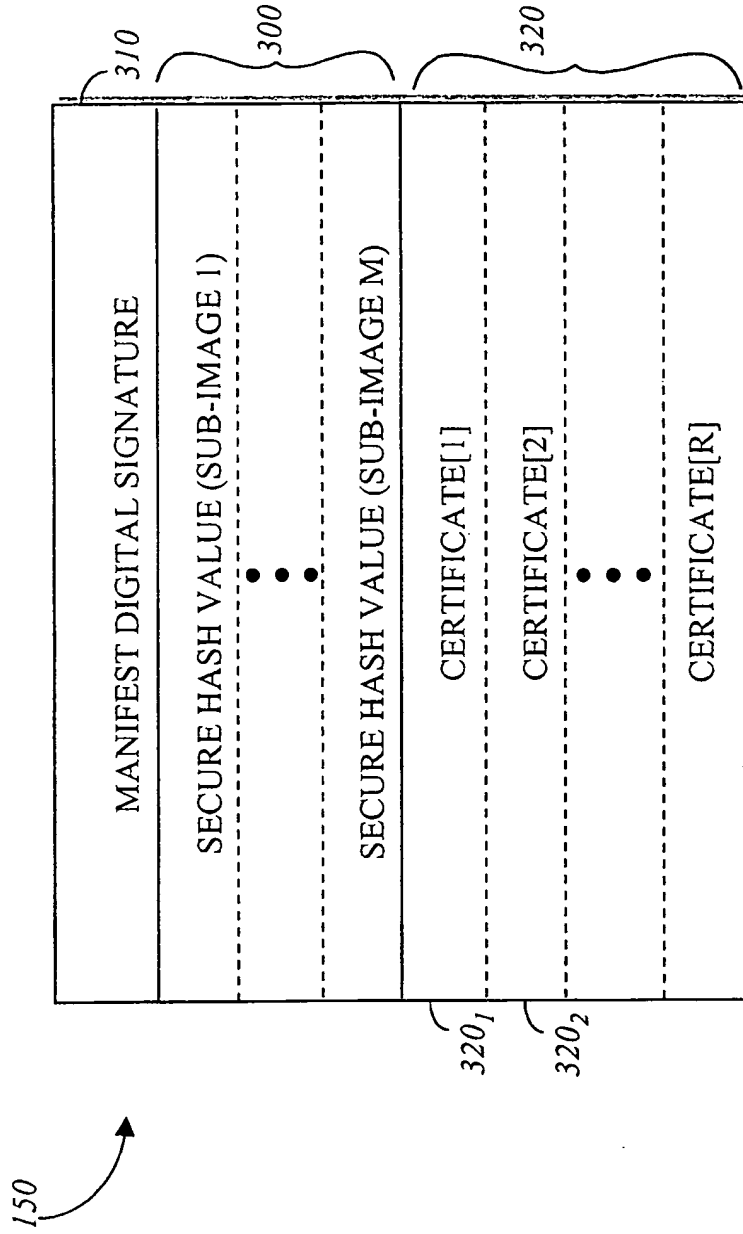 150
310
MANIFEST DIGITAL SIGNATURE
SECURE HASH VALUE (SUB-IMAGE 1)
300
SECURE HASH VALUE (SUB-IMAGE M)
320₁
CERTIFICATE[1]
320
320₂
CERTIFICATE[2]
CERTIFICATE[R]